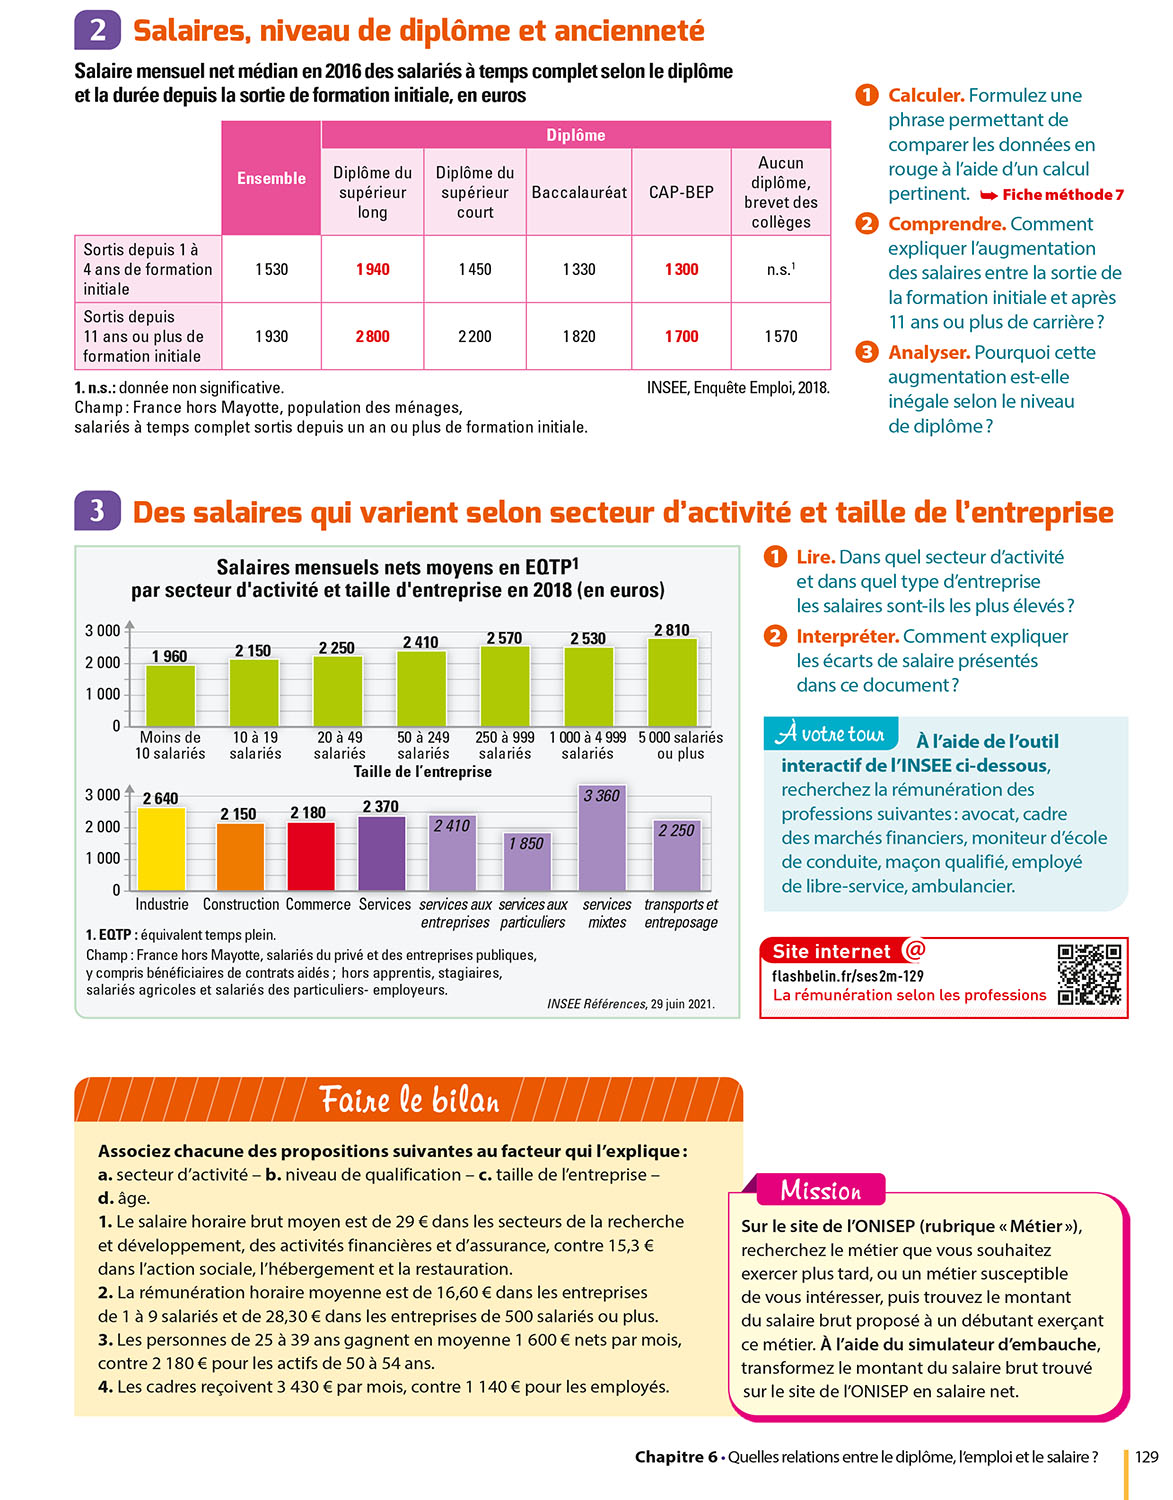 2 Salaires, niveau de diplôme et ancienneté
Salaire mensuel net médian en 2016 des salariés à temps complet selon le diplôme
et la durée depuis la sortie de formation initiale, en euros
Ensemble
Diplôme
Diplôme du
supérieur
long
Diplôme du
supérieur
court
Baccalauréat
CAP-BEP
Aucun
diplôme,
brevet des
collèges
Sortis depuis 1 à
4 ans de formation
initiale
1 530
1 940
1 450
1 330
1 300
n.s.1
Sortis depuis
11 ans ou plus de
formation initiale
1 930
2 800
2 200
1 820
1 700
1 570
1. n.s. : donnée non significative.
INSEE, Enquête Emploi, 2018.
Champ : France hors Mayotte, population des ménages,
salariés à temps complet sortis depuis un an ou plus de formation initiale.
1 Calculer. Formulez une
phrase permettant de
comparer les données en
rouge à l’aide d’un calcul
pertinent. ➥ Fiche méthode 7
2 Comprendre. Comment
expliquer l’augmentation
des salaires entre la sortie de
la formation initiale et après
11 ans ou plus de carrière ?
3 Analyser. Pourquoi cette
augmentation est-elle
inégale selon le niveau
de diplôme ?
3 Des salaires qui varient selon secteur d’activité et taille de l’entreprise
Salaires mensuels nets moyens en EQTP1
par secteur d'activité et taille d'entreprise en 2018 (en euros)
3 000
2 000
1 000
0
1 960
2 150
2 250
2 410
2 570
2 530
2 810
Moins de
10 salariés
10 à 19
salariés
20 à 49
salariés
50 à 249
salariés
250 à 999
salariés
1 000 à 4 999
salariés
5 000 salariés
ou plus
Taille de l’entreprise
3 000
2 000
1 000
0
2 640
2 150
2 180
2 370
2 410
1 850
3 360
2 250
Industrie
Construction
Commerce
Services
services aux
entreprises
services aux
particuliers
services
mixtes
transports et
entreposage
1. EQTP : équivalent temps plein.
Champ : France hors Mayotte, salariés du privé et des entreprises publiques,
y compris bénéficiaires de contrats aidés ; hors apprentis, stagiaires,
salariés agricoles et salariés des particuliers- employeurs.
INSEE Références, 29 juin 2021.
1 Lire. Dans quel secteur d’activité
et dans quel type d’entreprise
les salaires sont-ils les plus élevés ?
2 Interpréter. Comment expliquer
les écarts de salaire présentés
dans ce document ?
À votre tour
À l’aide de l’outil
interactif de l’INSEE ci-dessous,
recherchez la rémunération des
professions suivantes : avocat, cadre
des marchés financiers, moniteur d’école
de conduite, maçon qualifié, employé
de libre-service, ambulancier.
Site internet @
flashbelin.fr/ses2m-129
La rémunération selon les professions
Faire le bilan
Associez chacune des propositions suivantes au facteur qui l’explique :
a. secteur d’activité – b. niveau de qualification – c. taille de l’entreprise –
d. âge.
1. Le salaire horaire brut moyen est de 29 € dans les secteurs de la recherche
et développement, des activités financières et d’assurance, contre 15,3 €
dans l’action sociale, l’hébergement et la restauration.
2. La rémunération horaire moyenne est de 16,60 € dans les entreprises
de 1 à 9 salariés et de 28,30 € dans les entreprises de 500 salariés ou plus.
3. Les personnes de 25 à 39 ans gagnent en moyenne 1 600 € nets par mois,
contre 2 180 € pour les actifs de 50 à 54 ans.
4. Les cadres reçoivent 3 430 € par mois, contre 1 140 € pour les employés.
Mission
Sur le site de l’ONISEP (rubrique « Métier »),
recherchez le métier que vous souhaitez
exercer plus tard, ou un métier susceptible
de vous intéresser, puis trouvez le montant
du salaire brut proposé à un débutant exerçant
ce métier. À l’aide du simulateur d’embauche,
transformez le montant du salaire brut trouvé
sur le site de l’ONISEP en salaire net.
Chapitre 6 • Quelles relations entre le diplôme, l’emploi et le salaire ? 129